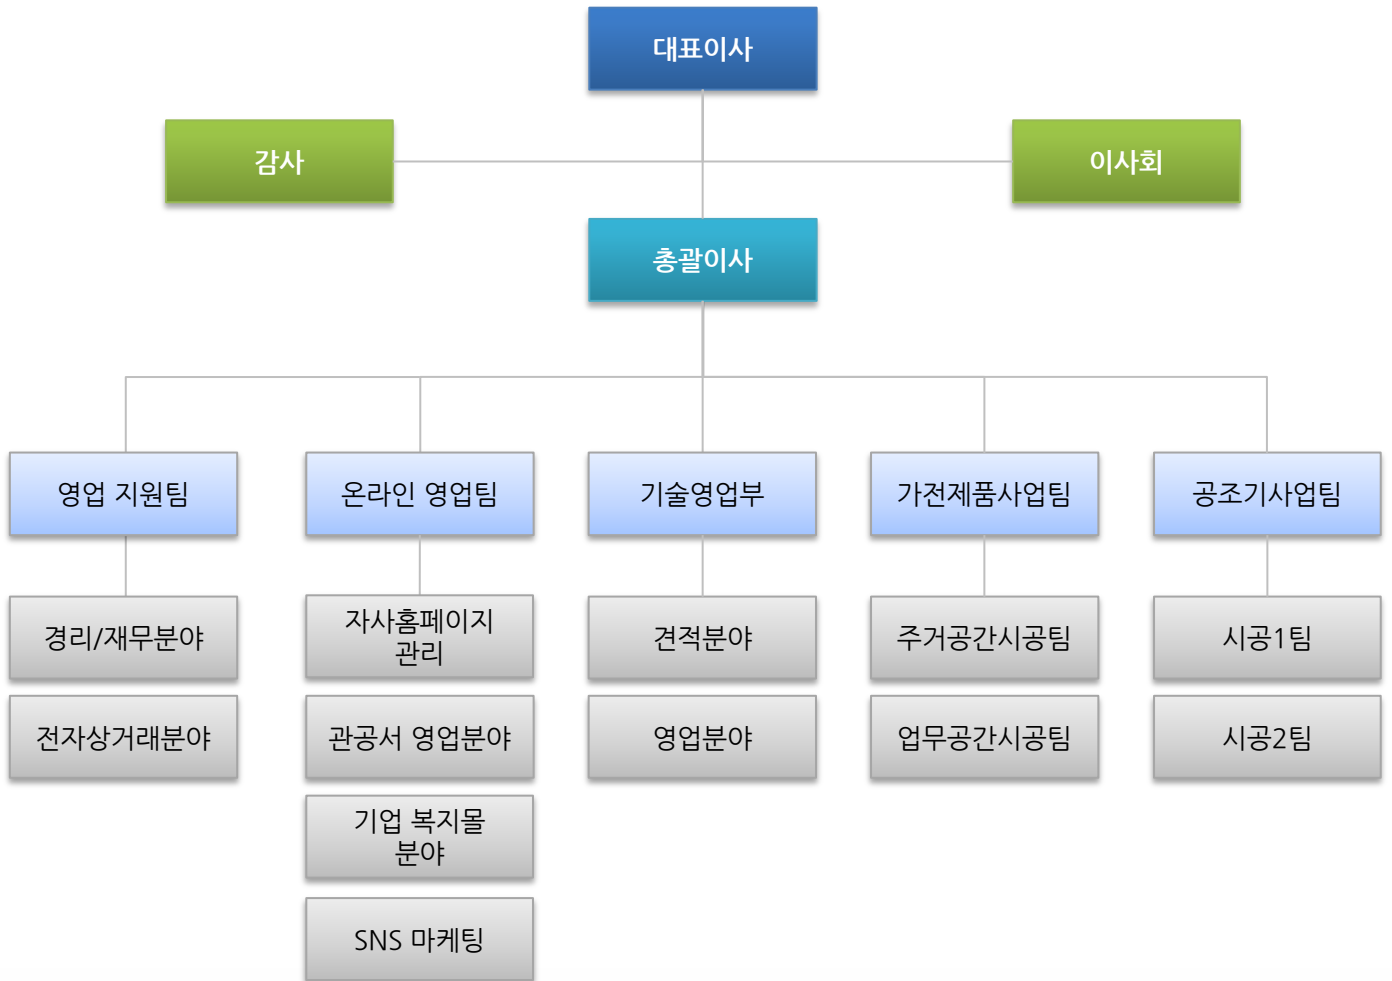 대표이사
감사
이사회
총괄이사
영업 지원팀
온라인 영업팀
기술영업부
가전제품사업팀
공조기사업팀
경리/재무분야
자사홈페이지
관리
견적분야
주거공간시공팀
시공1팀
전자상거래분야
관공서 영업분야
영업분야
업무공간시공팀
시공2팀
기업 복지몰
분야
SNS 마케팅